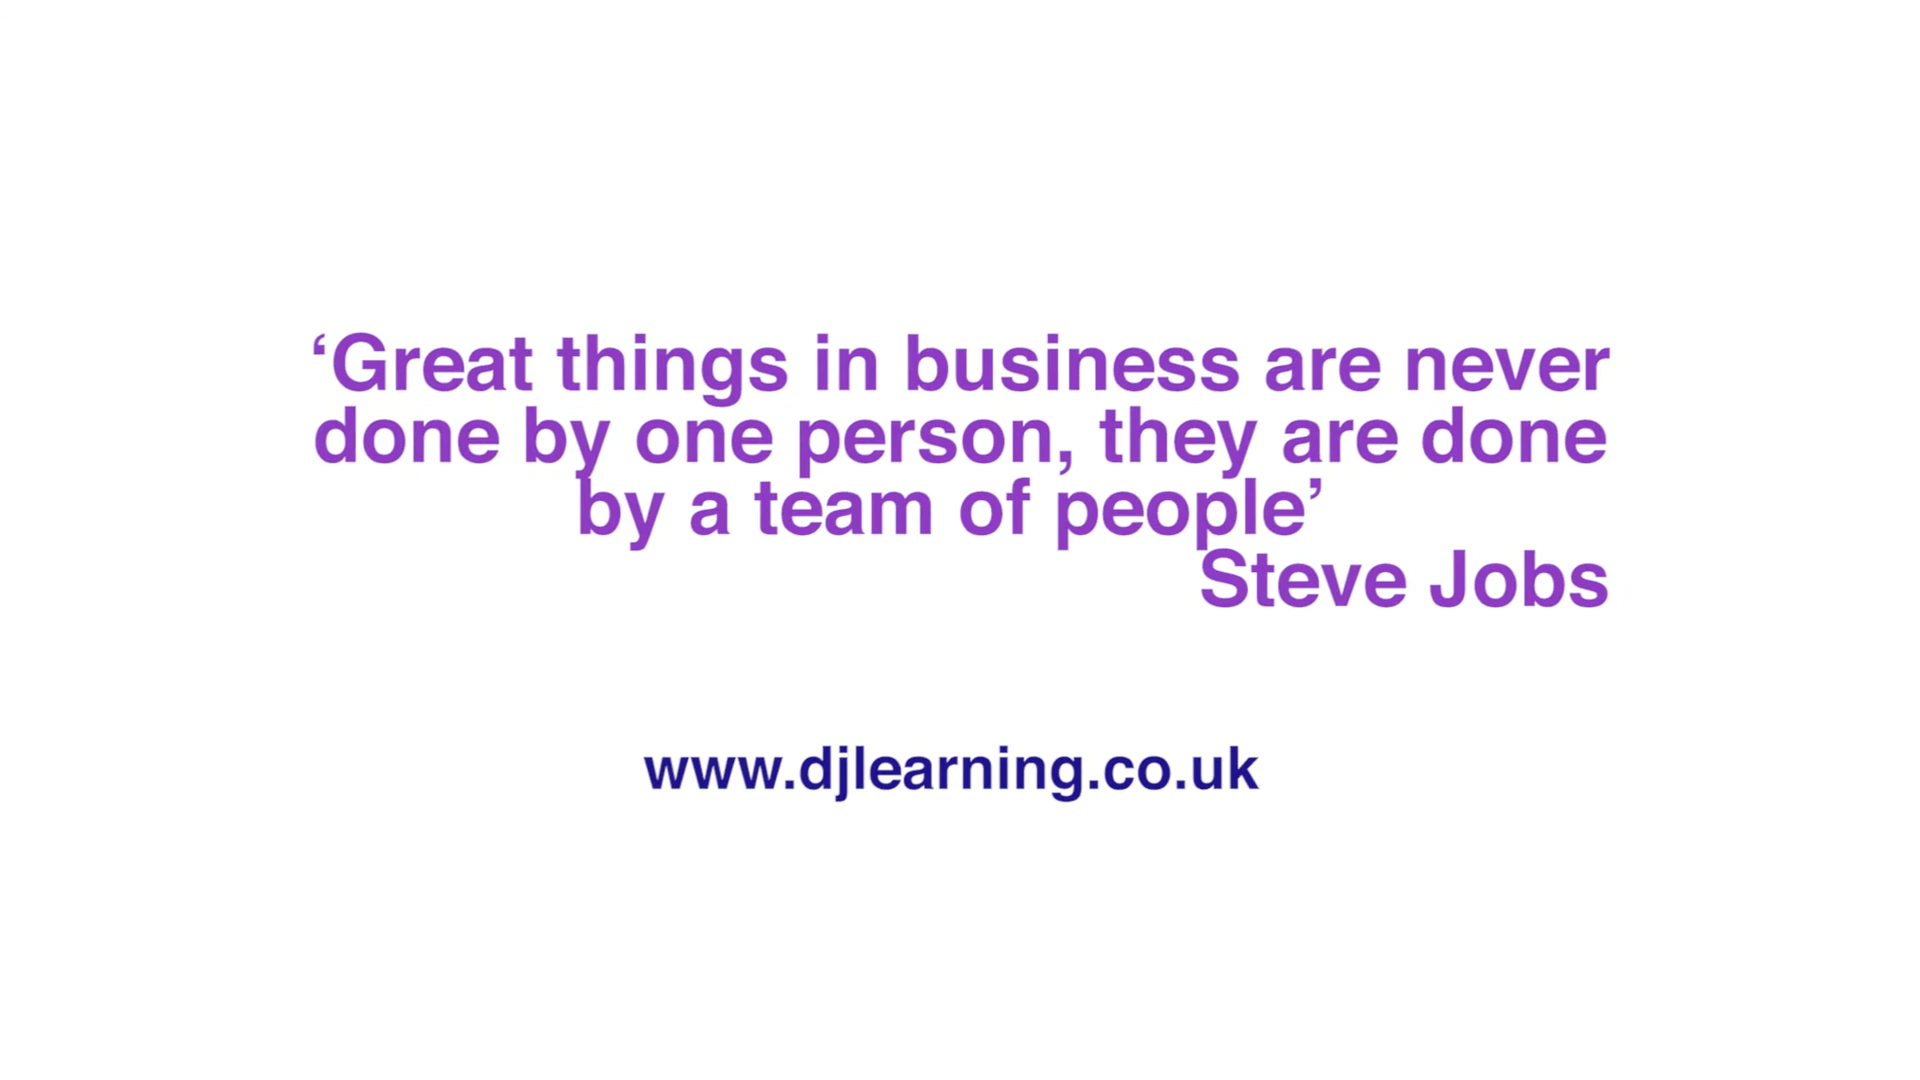 ‘Great things in business are never
done by one person, they are done
by a team of people’
Steve Jobs
www.djlearning.co.uk